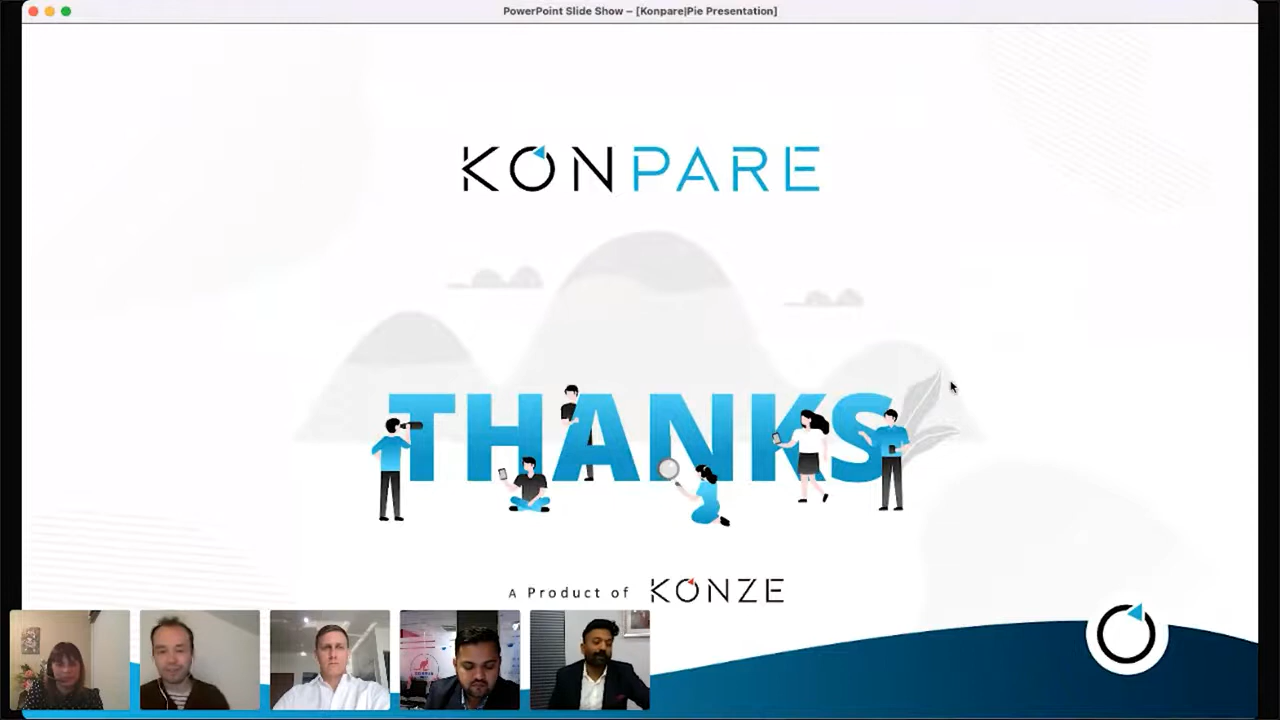 PowerPoint Slide Show – [Konpare|Pie Presentation]
KONPARE
THANKS
A Product of KONZE